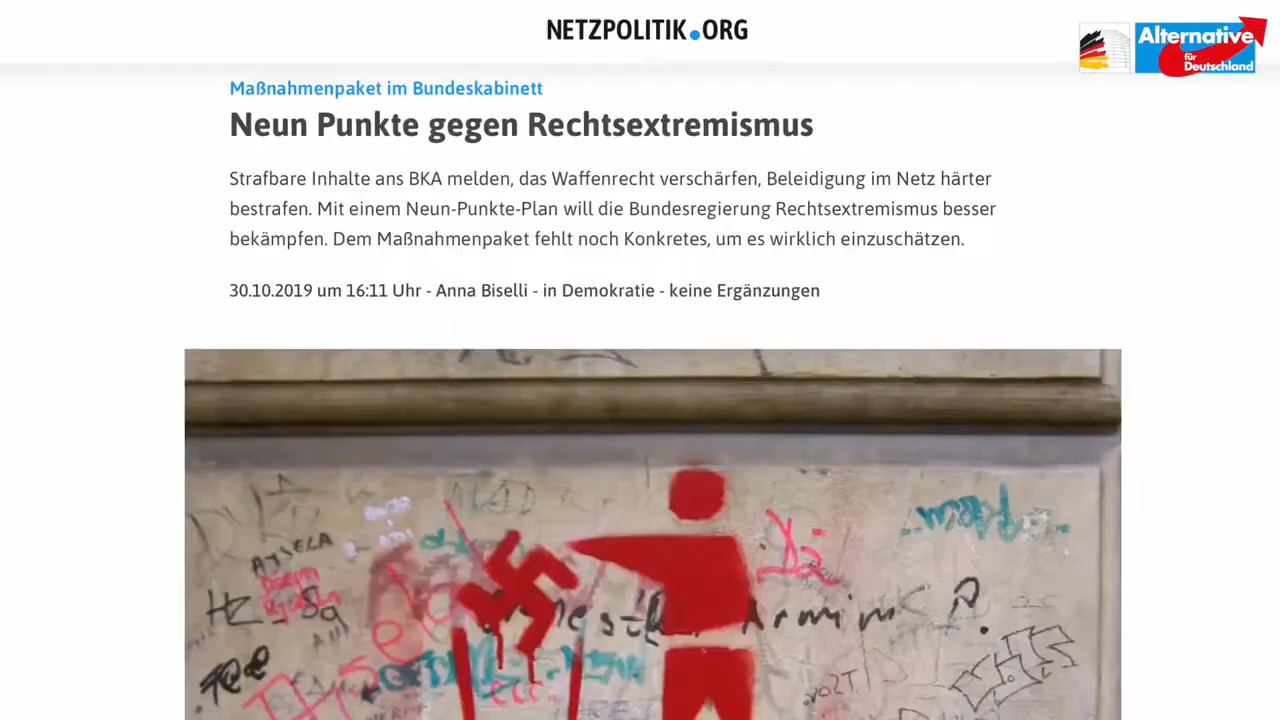 NETZPOLITIK.ORG
Alternative
für
Deutschland
Maßnahmenpaket im Bundeskabinett
Neun Punkte gegen Rechtsextremismus
Strafbare Inhalte ans BKA melden, das Waffenrecht verschärfen, Beleidigung im Netz härter
bestrafen. Mit einem Neun-Punkte-Plan will die Bundesregierung Rechtsextremismus besser
bekämpfen. Dem Maßnahmenpaket fehlt noch Konkretes, um es wirklich einzuschätzen.
30.10.2019 um 16:11 Uhr - Anna Biselli - in Demokratie - keine Ergänzungen